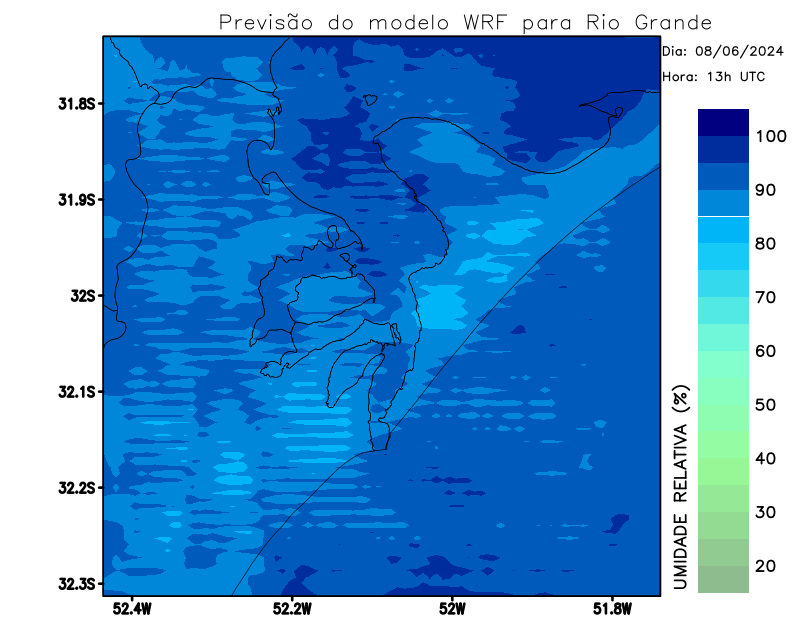 Previsão do modelo WRF para Rio Grande
Dia: 08/06/2024
Hora: 13h UTC
31.8S
31.9S
32S
32.1S
32.2S
32.3S
52.4W
52.2W
52W
51.8W
100
90
80
70
60
50
40
30
20
UMIDADE RELATIVA (%)